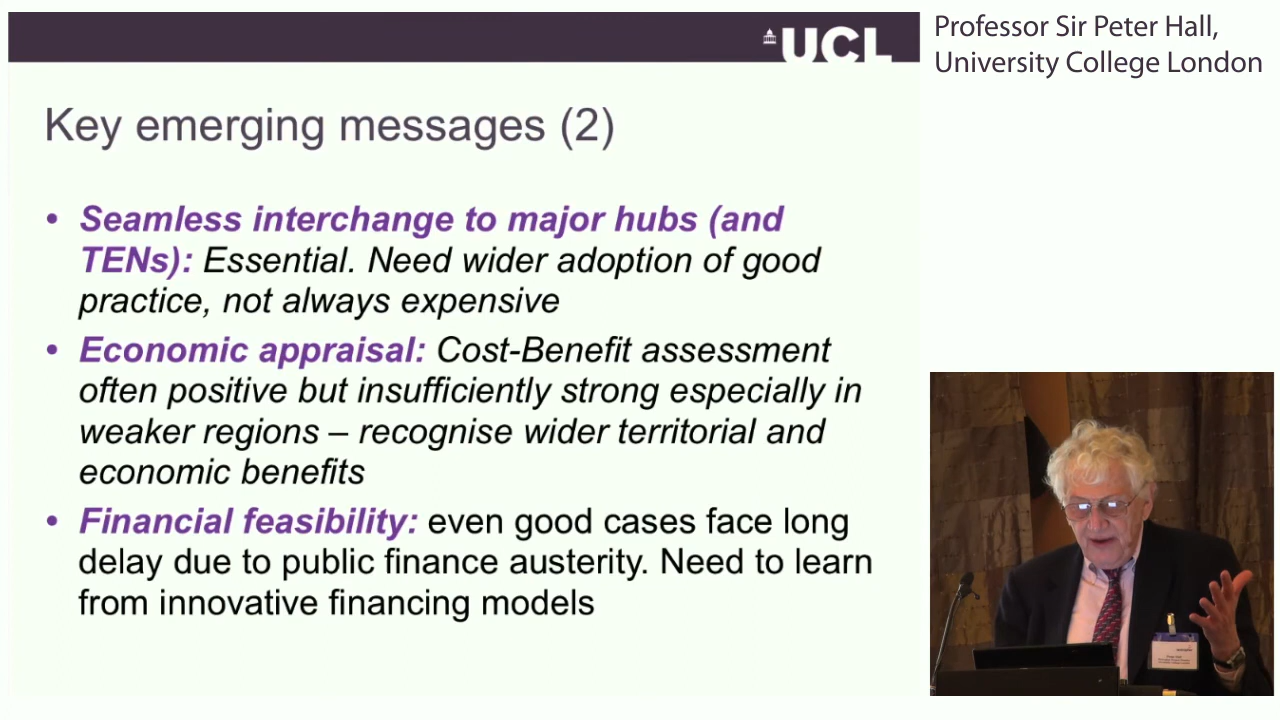 UCL
Professor Sir Peter Hall,
University College London
Key emerging messages (2)
• Seamless interchange to major hubs (and
TENs): Essential. Need wider adoption of good
practice, not always expensive
• Economic appraisal: Cost-Benefit assessment
often positive but insufficiently strong especially in
weaker regions – recognise wider territorial and
economic benefits
• Financial feasibility: even good cases face long
delay due to public finance austerity. Need to learn
from innovative financing models